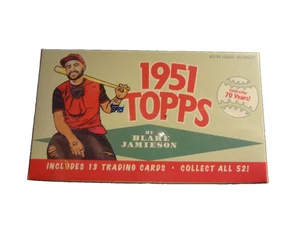 1951
TOPPS
70 Years!
BY
BLAKE
JAMIESON
INCLUDES 13 TRADING CARDS · COLLECT ALL 52!